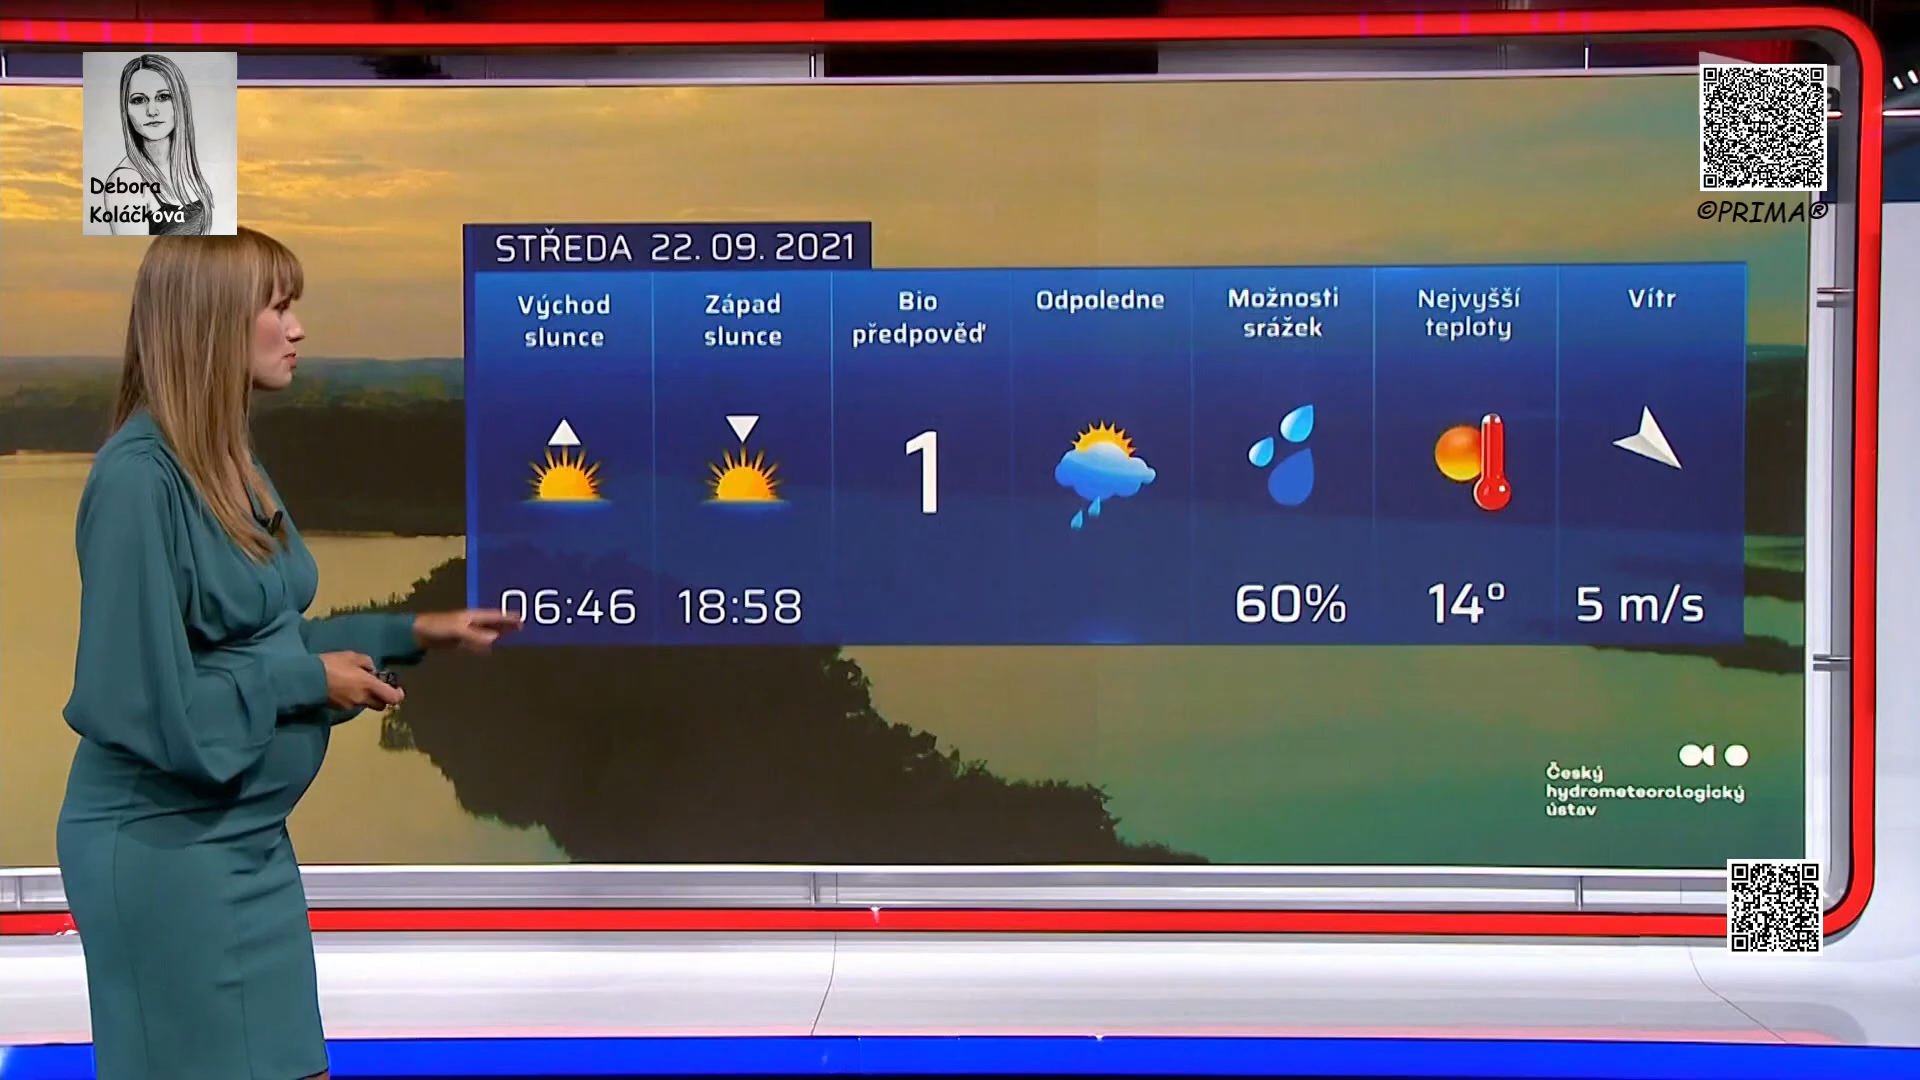 Debora
Koláčková
©PRIMA®
STŘEDA 22. 09. 2021
Východ
slunce
Západ
slunce
Bio
předpověď
Odpoledne
Možnosti
srážek
Nejvyšší
teploty
Vítr
1
06:46
18:58
60%
14°
5 m/s
Český
hydrometeorologický
ústav